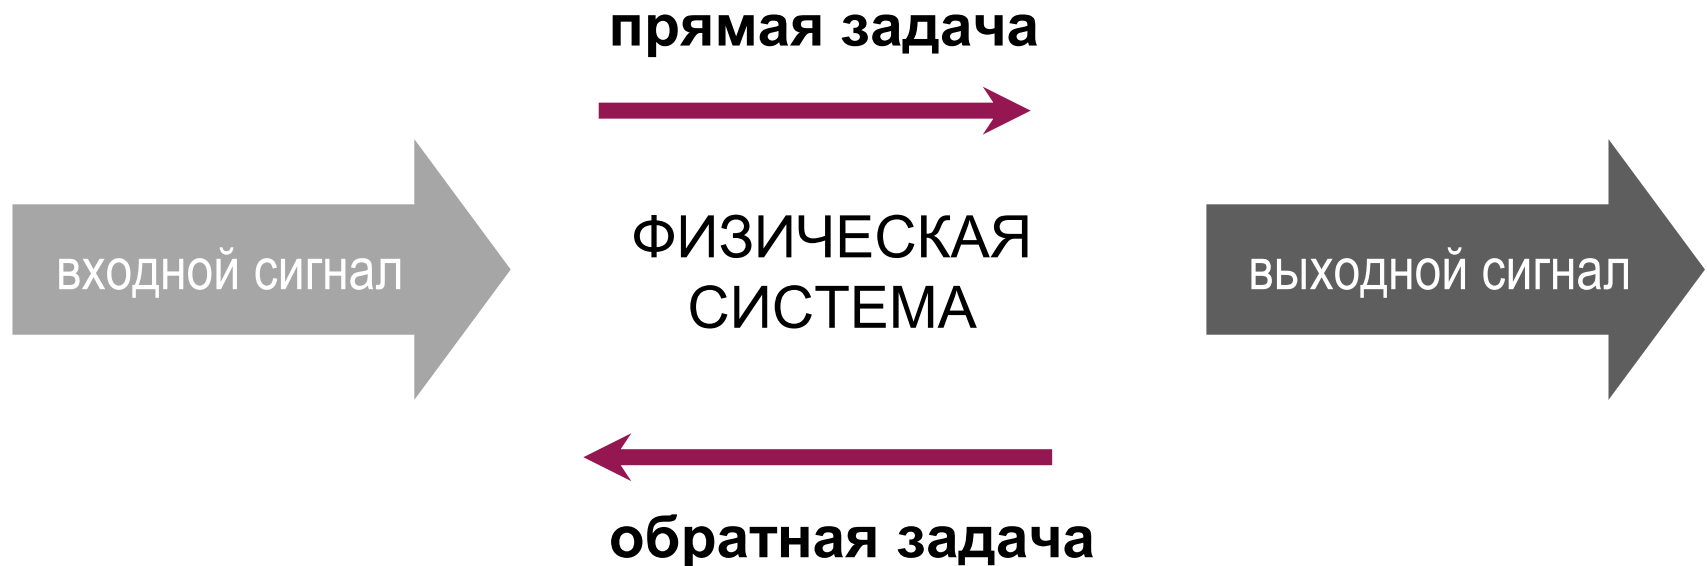 прямая задача
входной сигнал
ФИЗИЧЕСКАЯ
СИСТЕМА
выходной сигнал
обратная задача